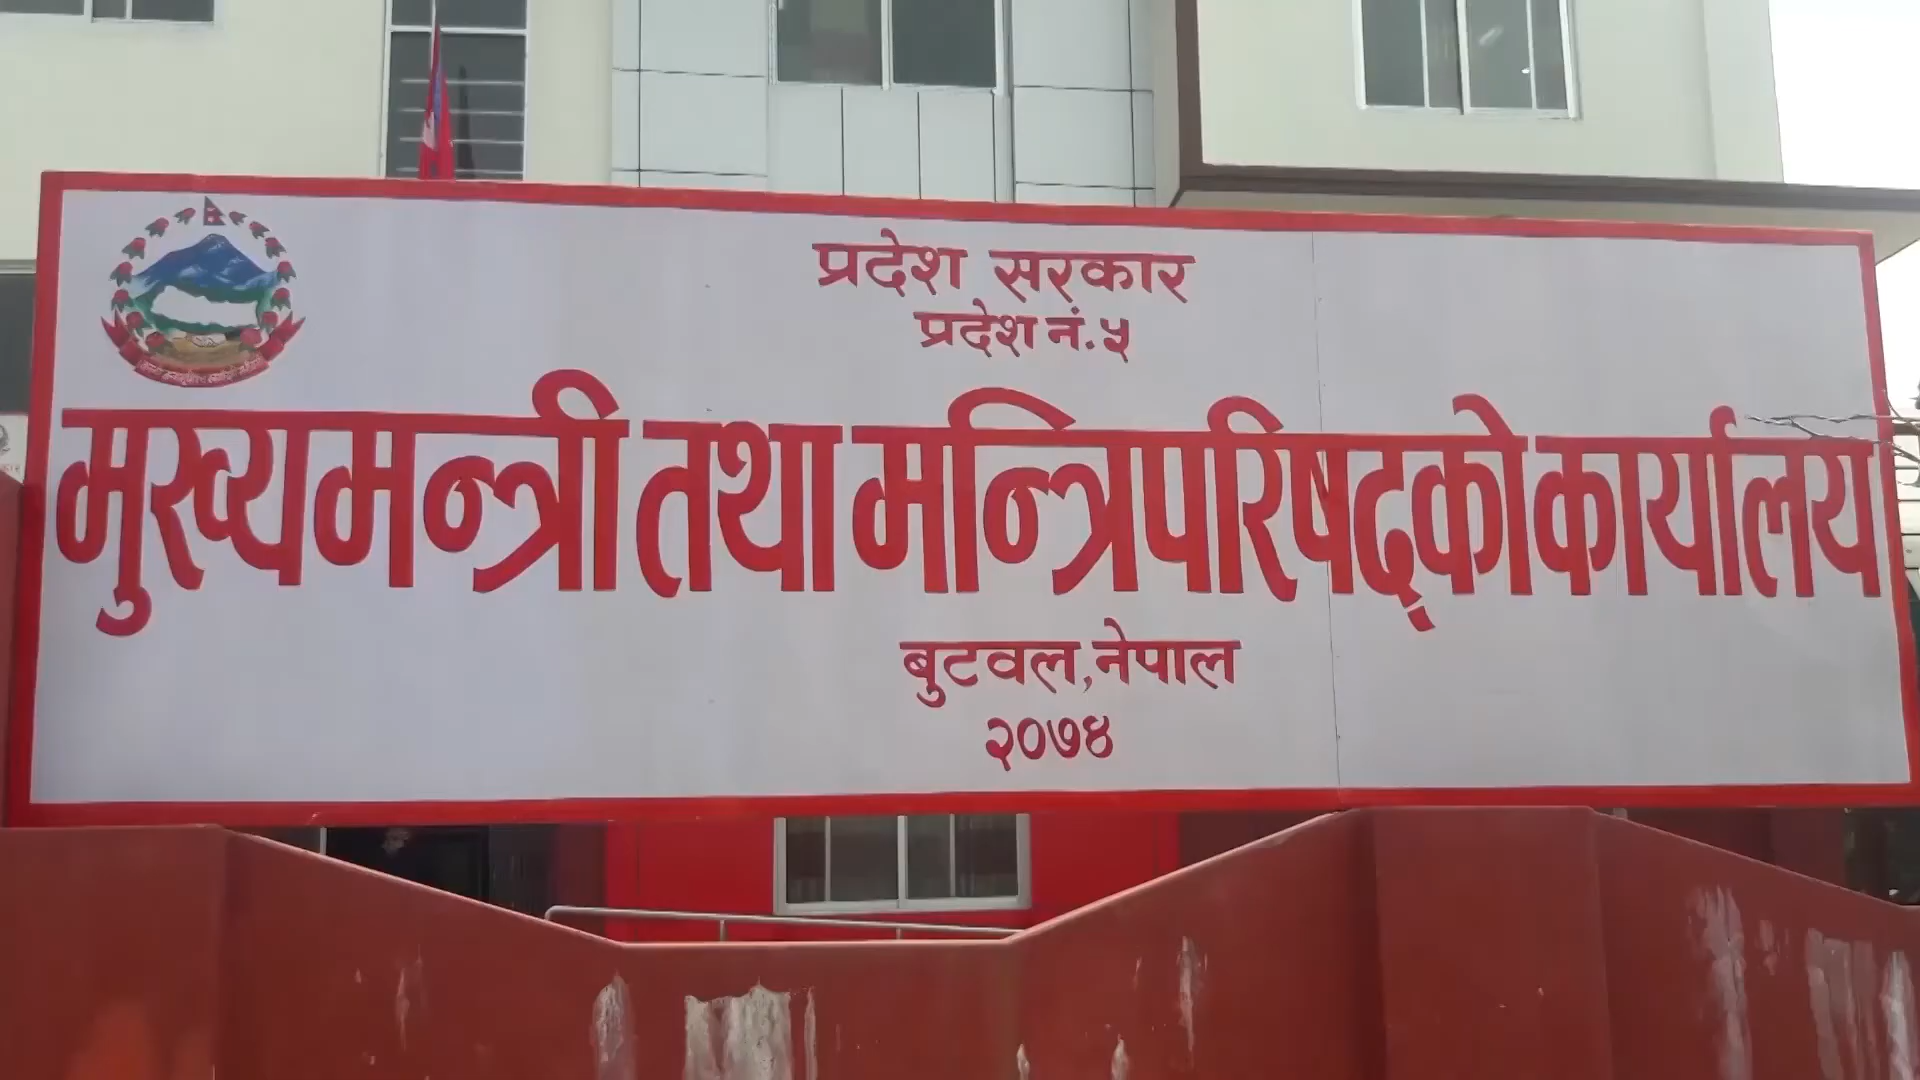 प्रदेश सरकार
प्रदेश नं. ५
मुख्यमन्त्री तथा मन्त्रिपरिषद्को कार्यालय
बुटवल, नेपाल
२०७४